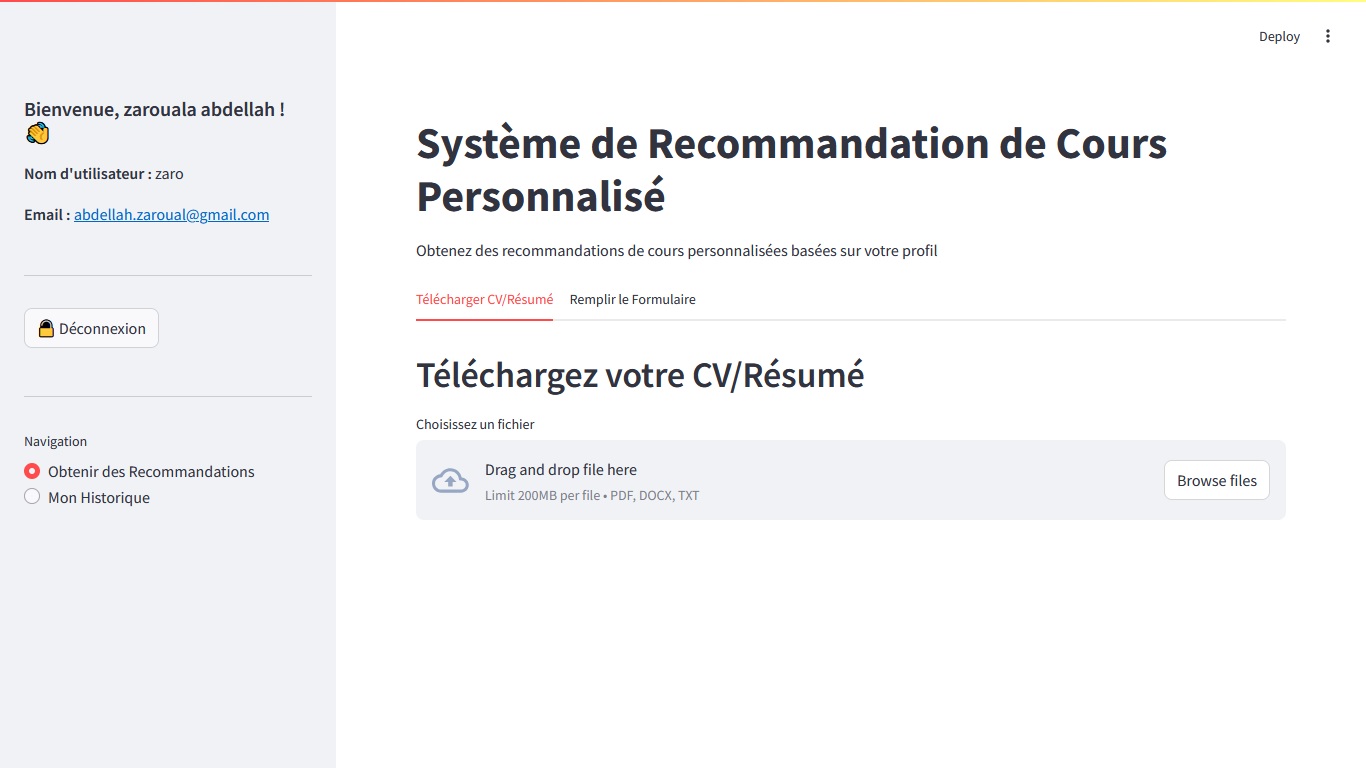 Deploy
Bienvenue, zarouala abdellah !
Nom d'utilisateur : zaro
Email : abdellah.zaroual@gmail.com
Déconnexion
Navigation
Obtenir des Recommandations
Mon Historique
Système de Recommandation de Cours
Personnalisé
Obtenez des recommandations de cours personnalisées basées sur votre profil
Télécharger CV/Résumé Remplir le Formulaire
Téléchargez votre CV/Résumé
Choisissez un fichier
Drag and drop file here
Limit 200MB per file • PDF, DOCX, TXT
Browse files